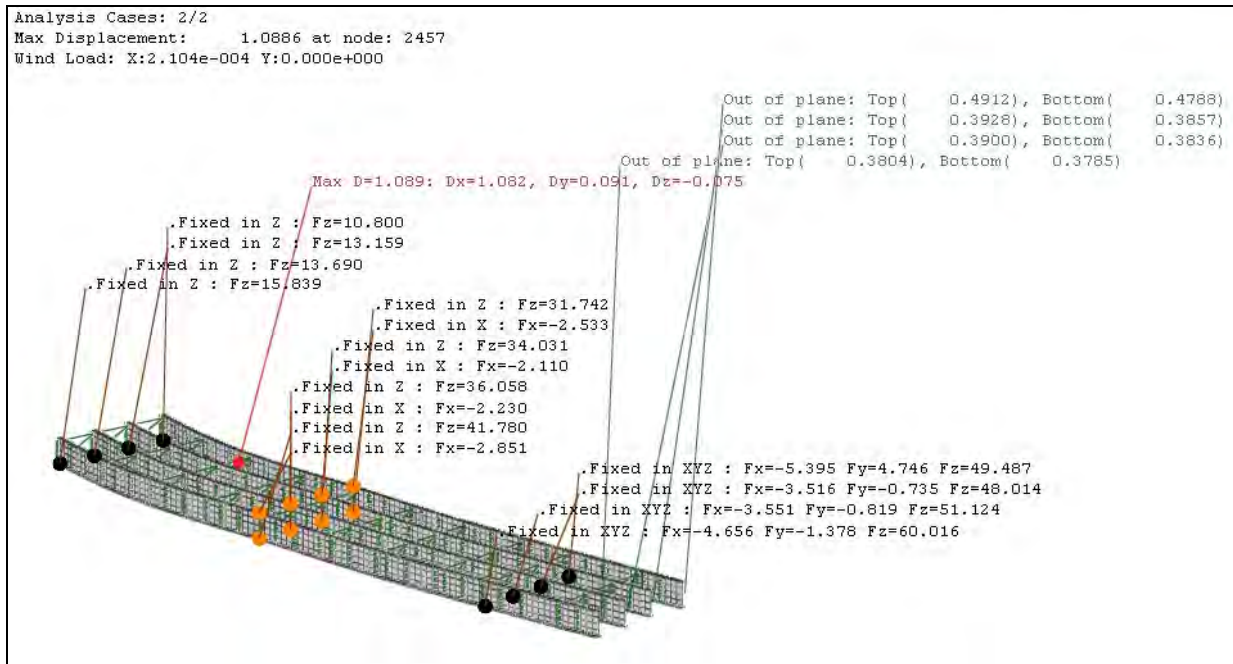 Analysis Cases: 2/2
Max Displacement: 1.0886 at node: 2457
Wind Load: X:2.104e-004 Y:0.000e+000
Out of plane: Top( 0.4912), Bottom( 0.4788)
Out of plane: Top( 0.3928), Bottom( 0.3857)
Out of plane: Top( 0.3900), Bottom( 0.3836)
Out of plane: Top( 0.3804), Bottom( 0.3785)
Max D=1.089: Dx=1.082, Dy=0.091, Dz=-0.075
.Fixed in Z : Fz=10.800
.Fixed in Z : Fz=13.159
.Fixed in Z : Fz=13.690
.Fixed in Z : Fz=15.839
.Fixed in Z : Fz=31.742
.Fixed in X : Fx=-2.533
.Fixed in Z : Fz=34.031
.Fixed in X : Fx=-2.110
.Fixed in Z : Fz=36.058
.Fixed in X : Fx=-2.230
.Fixed in Z : Fz=41.780
.Fixed in X : Fx=-2.851
.Fixed in XYZ : Fx=-5.395 Fy=4.746 Fz=49.487
.Fixed in XYZ : Fx=-3.516 Fy=-0.735 Fz=48.014
.Fixed in XYZ : Fx=-3.551 Fy=-0.819 Fz=51.124
.Fixed in XYZ : Fx=-4.656 Fy=-1.378 Fz=60.016